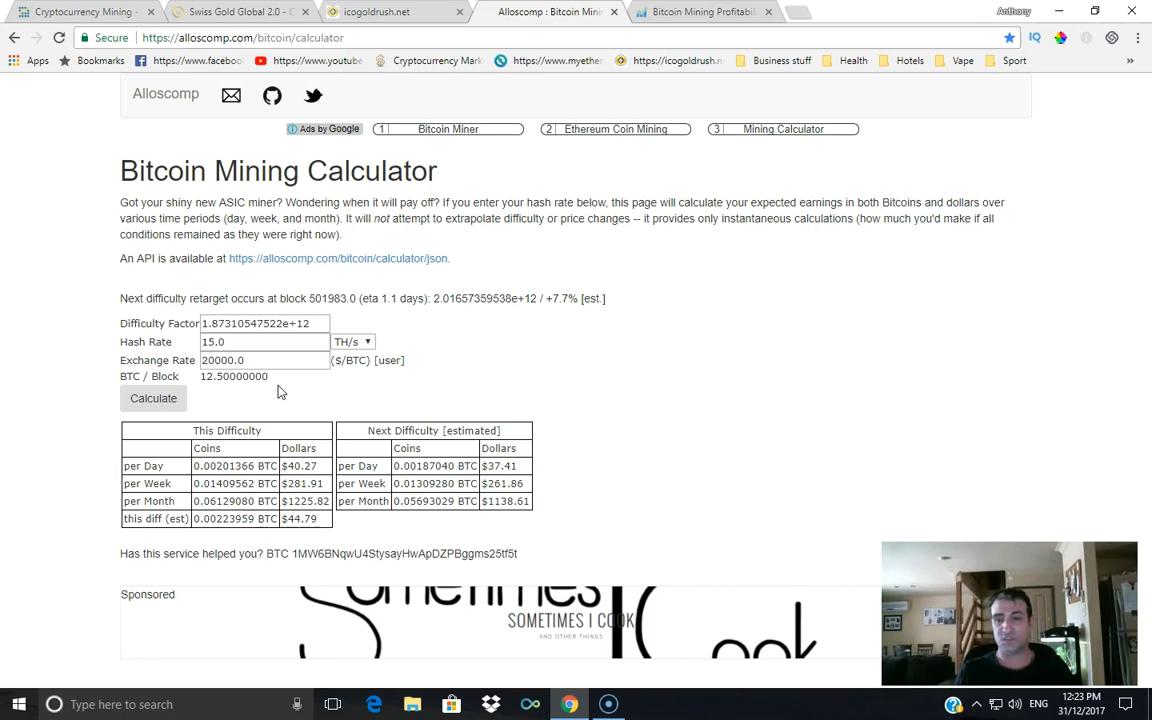 Cryptocurrency Mining -
Swiss Gold Global 2.0 - C
icogoldrush.net
Alloscomp : Bitcoin Minin
Bitcoin Mining Profitabil
Anthony
Secure
https://alloscomp.com/bitcoin/calculator
Apps
Bookmarks
https://www.faceboo
https://www.youtube
Cryptocurrency Mark
https://www.myether
https://icogoldrush.n
Business stuff
Health
Hotels
Vape
Sport
Alloscomp
Ads by Google
1 Bitcoin Miner
2 Ethereum Coin Mining
3 Mining Calculator
Bitcoin Mining Calculator
Got your shiny new ASIC miner? Wondering when it will pay off? If you enter your hash rate below, this page will calculate your expected earnings in both Bitcoins and dollars over
various time periods (day, week, and month). It will not attempt to extrapolate difficulty or price changes -- it provides only instantaneous calculations (how much you'd make if all
conditions remained as they were right now).
An API is available at https://alloscomp.com/bitcoin/calculator/json.
Next difficulty retarget occurs at block 501983.0 (eta 1.1 days): 2.01657359538e+12 / +7.7% [est.]
Difficulty Factor 1.87310547522e+12
Hash Rate 15.0 TH/s
Exchange Rate 20000.0 ($/BTC) [user]
BTC / Block 12.50000000
Calculate
This Difficulty
Coins Dollars
per Day 0.00201366 BTC $40.27
per Week 0.01409562 BTC $281.91
per Month 0.06129080 BTC $1225.82
this diff (est) 0.00223959 BTC $44.79
Next Difficulty [estimated]
Coins Dollars
per Day 0.00187040 BTC $37.41
per Week 0.01309280 BTC $261.86
per Month 0.05693029 BTC $1138.61
Has this service helped you? BTC 1MW6BNqwU4StysayHwApDZPBggms25tf5t
Sponsored
Sometimes
SOMETIMES I COOK
AND OTHER THINGS
Type here to search
ENG
12:23 PM
31/12/2017